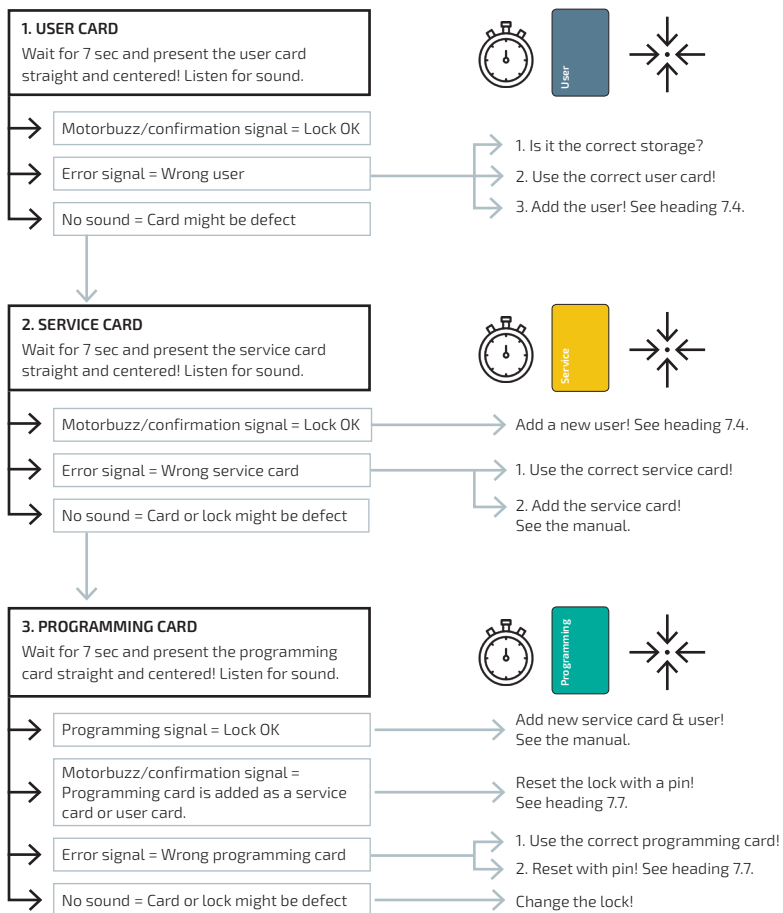 1. USER CARD
Wait for 7 sec and present the user card
straight and centered! Listen for sound.
User
Motorbuzz/confirmation signal = Lock OK
Error signal = Wrong user
1. Is it the correct storage?
2. Use the correct user card!
3. Add the user! See heading 7.4.
No sound = Card might be defect
2. SERVICE CARD
Wait for 7 sec and present the service card
straight and centered! Listen for sound.
Service
Motorbuzz/confirmation signal = Lock OK
Add a new user! See heading 7.4.
Error signal = Wrong service card
1. Use the correct service card!
2. Add the service card!
See the manual.
No sound = Card or lock might be defect
3. PROGRAMMING CARD
Wait for 7 sec and present the programming
card straight and centered! Listen for sound.
Programming
Programming signal = Lock OK
Add new service card & user!
See the manual.
Motorbuzz/confirmation signal =
Programming card is added as a service
card or user card.
Reset the lock with a pin!
See heading 7.7.
Error signal = Wrong programming card
1. Use the correct programming card!
2. Reset with pin! See heading 7.7.
No sound = Card or lock might be defect
Change the lock!